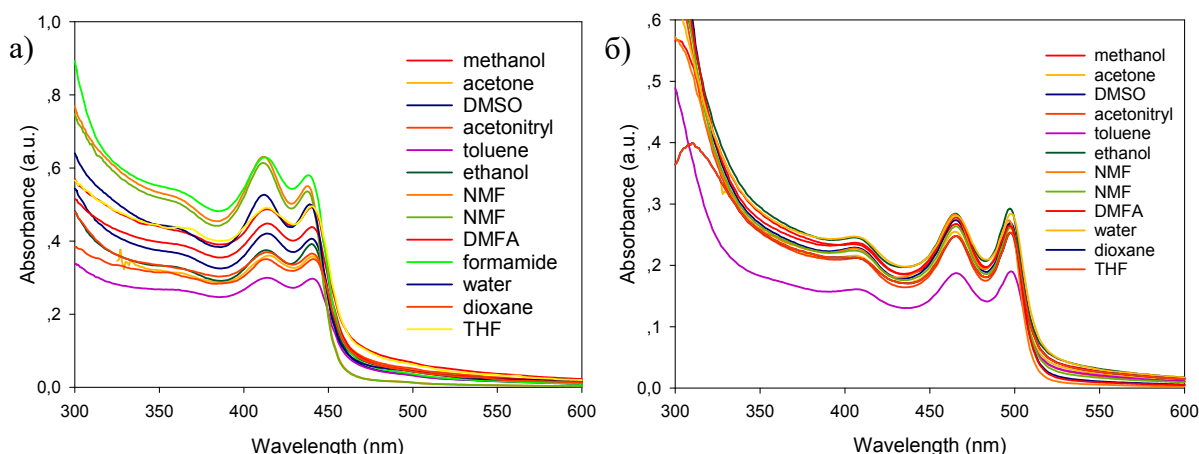 а)
1,0
,8
,6
,4
,2
0,0
Absorbance (a.u.)
300
350
400
450
500
550
600
Wavelength (nm)
methanol
acetone
DMSO
acetonitryl
toluene
ethanol
NMF
NMF
DMFA
formamide
water
dioxane
THF
б)
,6
,5
,4
,3
,2
,1
0,0
Absorbance (a.u.)
300
350
400
450
500
550
600
Wavelength (nm)
methanol
acetone
DMSO
acetonitryl
toluene
ethanol
NMF
NMF
DMFA
water
dioxane
THF